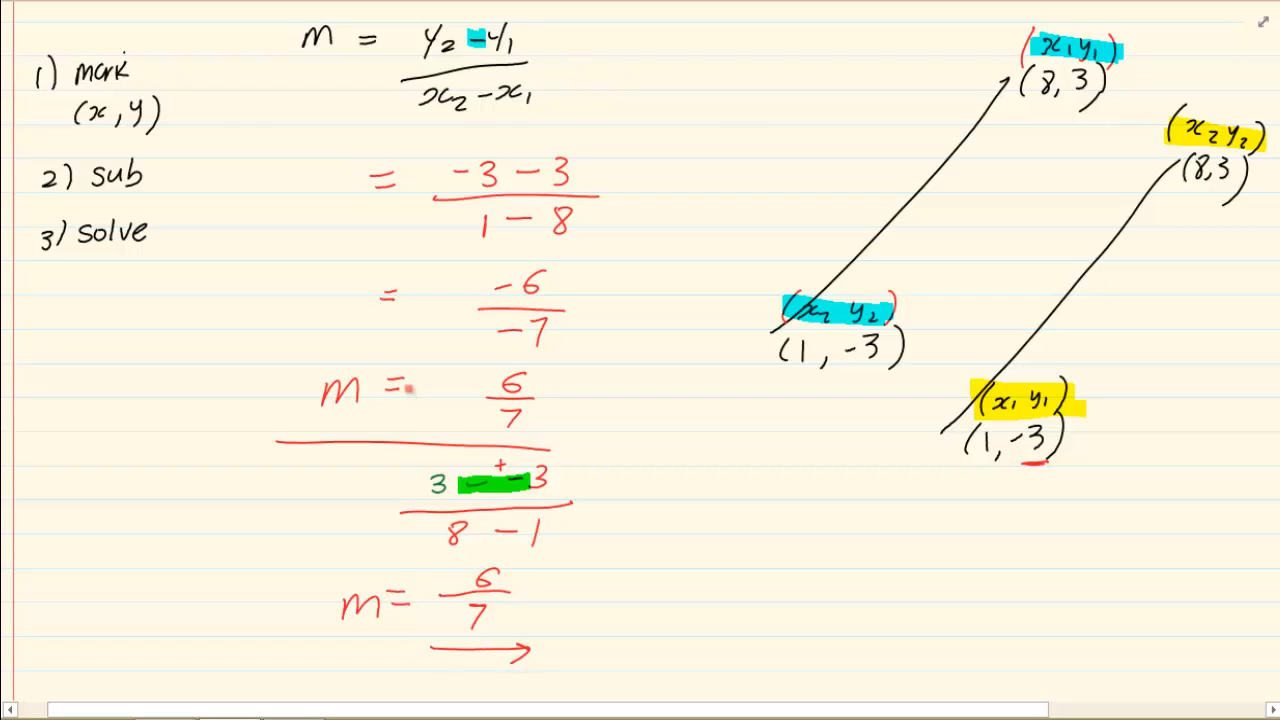 m = y₂ - y₁
x₂ - x₁
1) mark
(x, y)
2) sub
3) solve
= -3 - 3
1 - 8
= -6
-7
m = 6
7
+
3 - -3
8 - 1
m = 6
7
(x₁ y₁)
(8, 3)
(x₂ y₂)
(8,3)
(x₂ y₂)
(1, -3)
(x₁ y₁)
(1, -3)